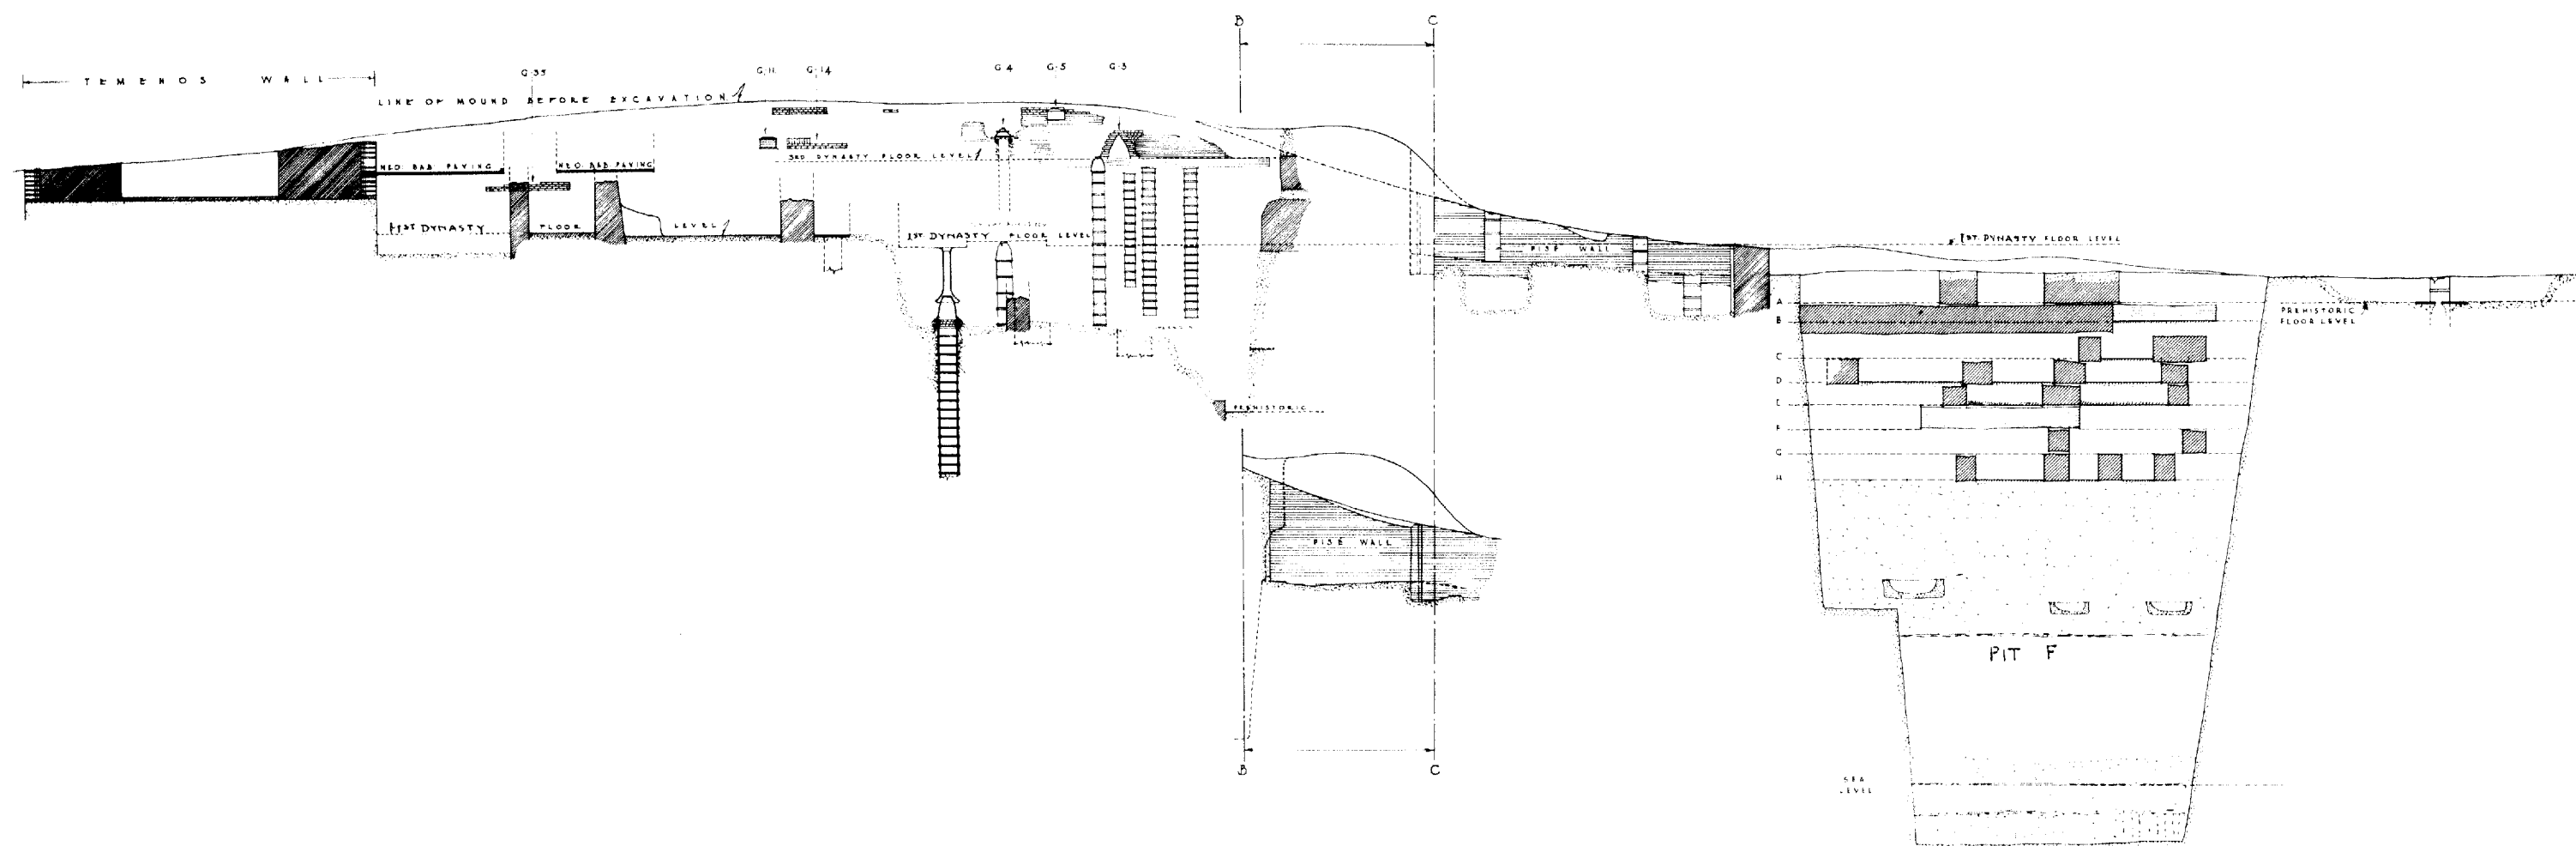 B C
TEMENOS WALL
G·35 G·11 G·14 G·4 G·5 G·3
LINE OF MOUND BEFORE EXCAVATION
NEO. BAB. PAVING NEO. BAB. PAVING
3RD DYNASTY FLOOR LEVEL
1ST DYNASTY FLOOR LEVEL
1ST DYNASTY FLOOR LEVEL
PISÉ WALL
1ST DYNASTY FLOOR LEVEL
A
B
C
D
E
F
G
H
PREHISTORIC
FLOOR LEVEL
PREHISTORIC
PISÉ WALL
PIT F
B C
SEA
LEVEL